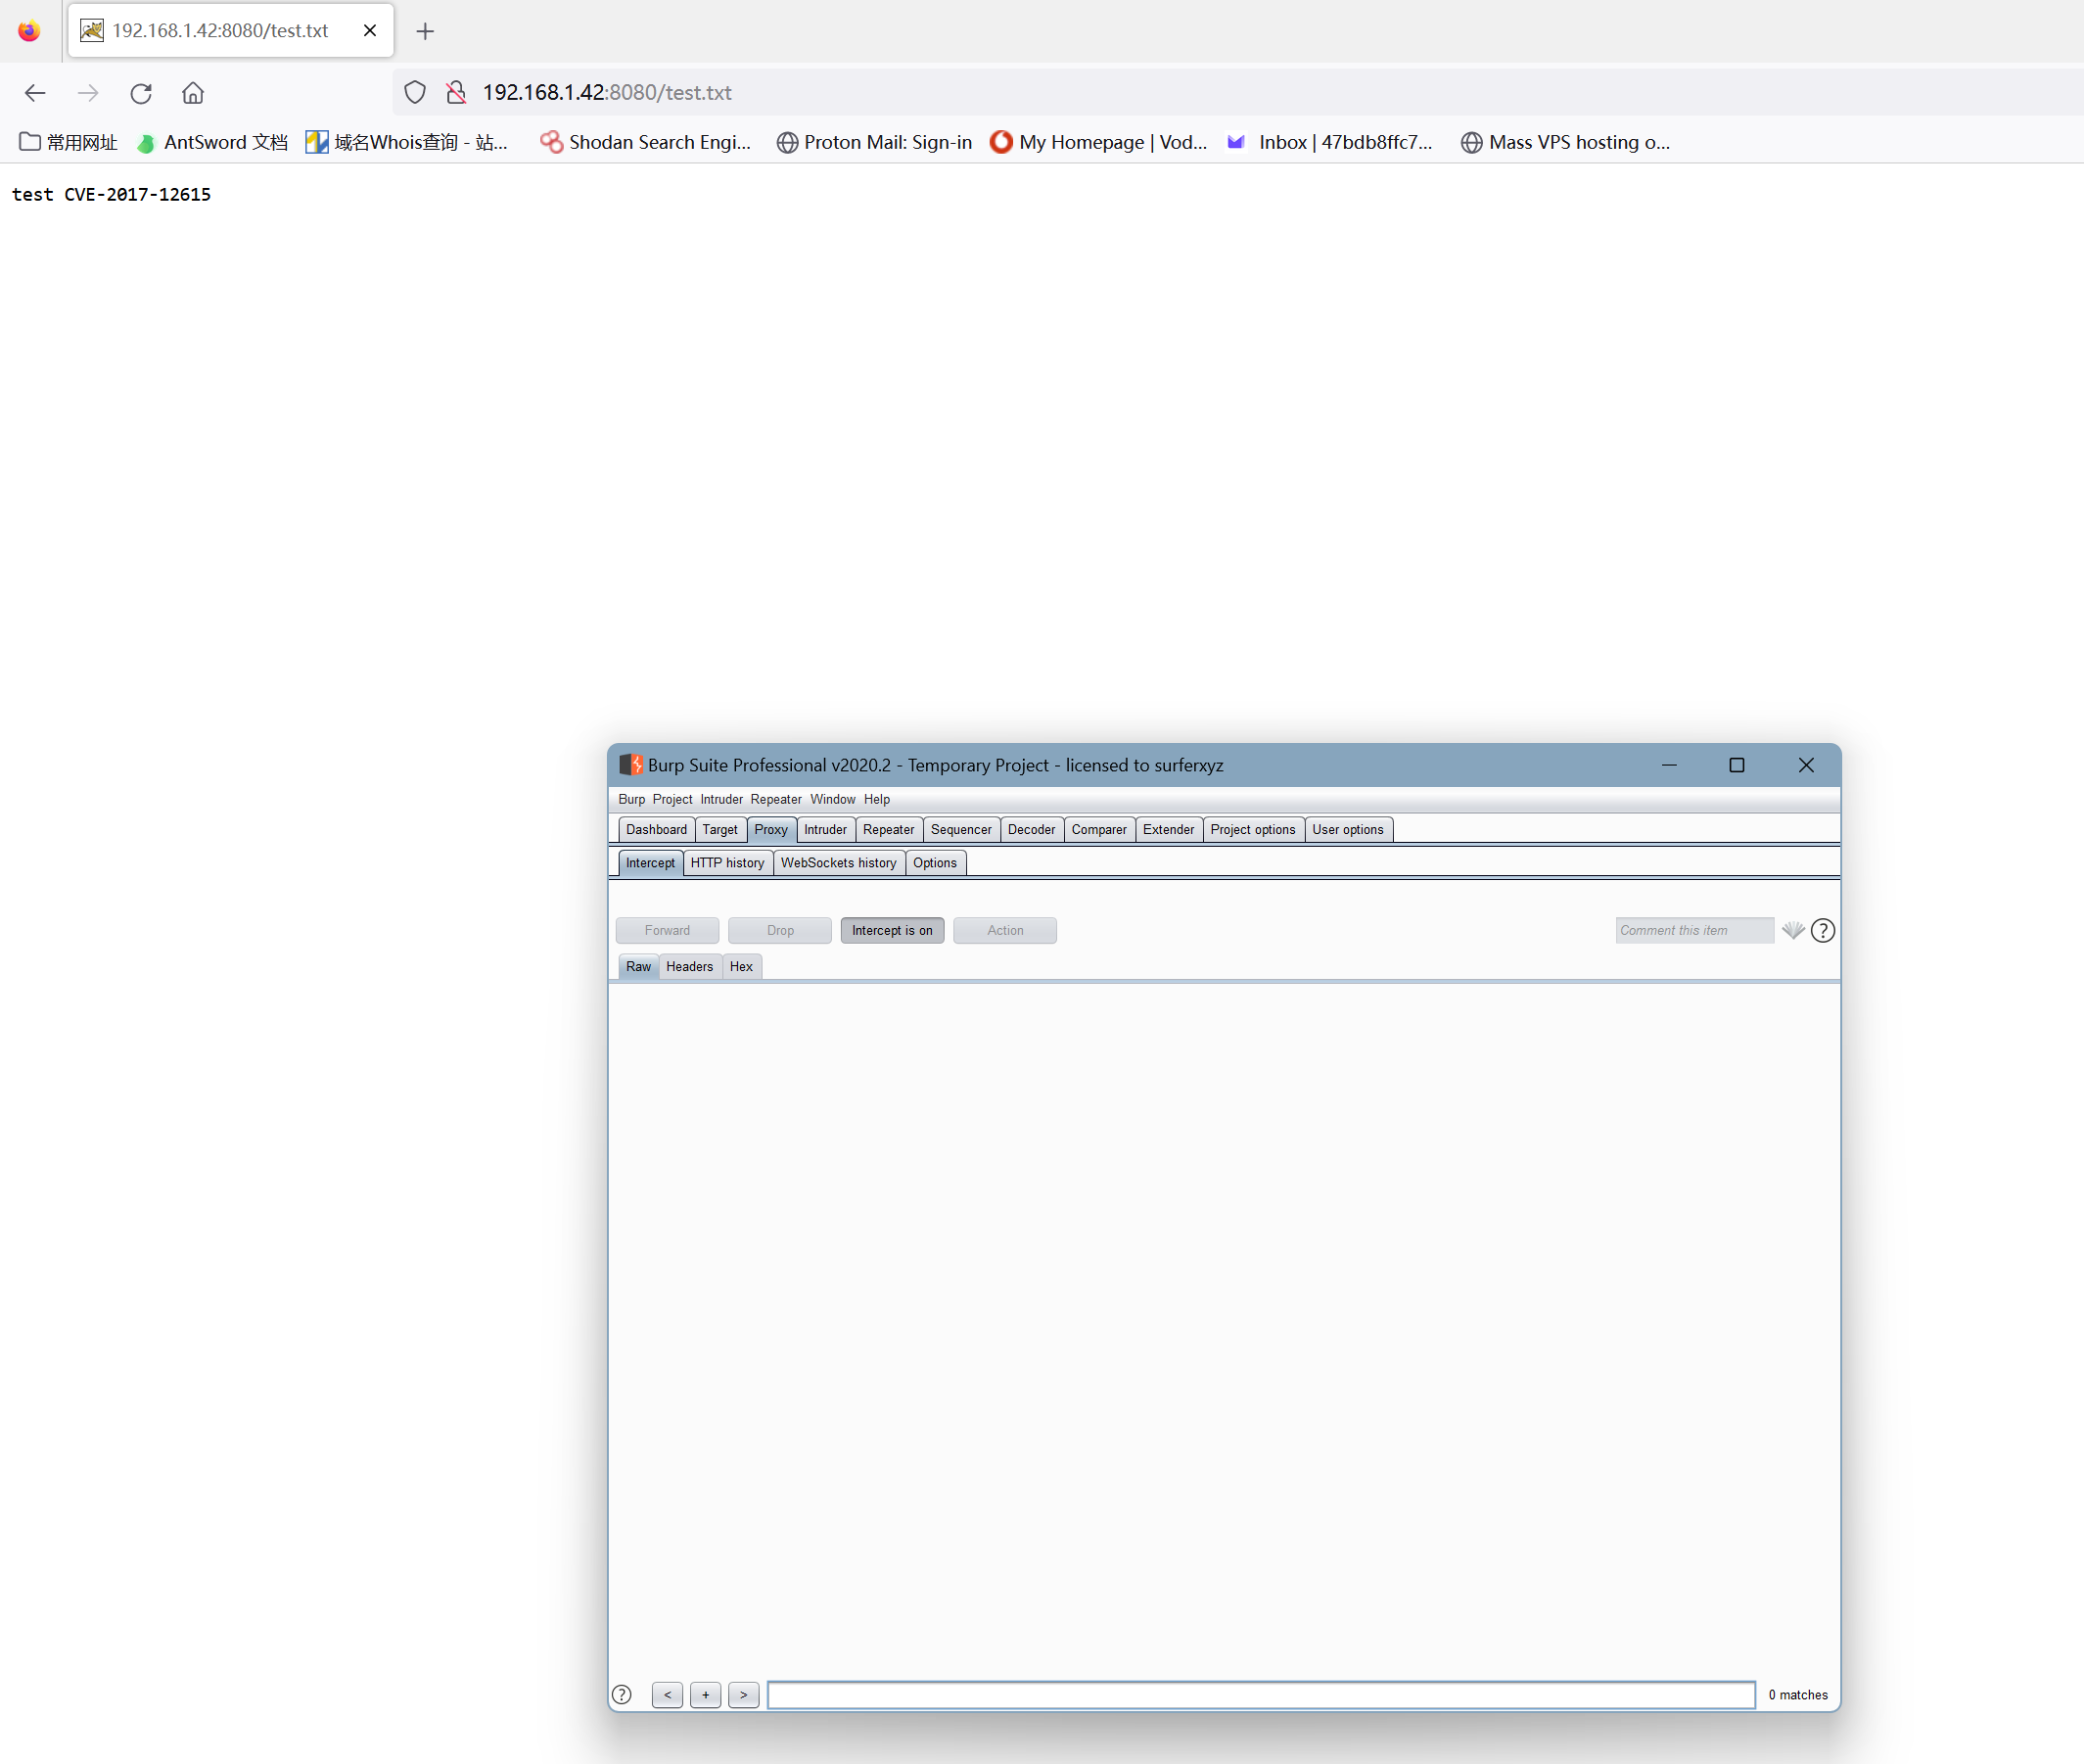 192.168.1.42:8080/test.txt
192.168.1.42:8080/test.txt
常用网址 AntSword 文档 域名Whois查询 - 站... Shodan Search Engi... Proton Mail: Sign-in My Homepage | Vod... Inbox | 47bdb8ffc7... Mass VPS hosting o...
test CVE-2017-12615
Burp Suite Professional v2020.2 - Temporary Project - licensed to surferxyz
Burp Project Intruder Repeater Window Help
Dashboard Target Proxy Intruder Repeater Sequencer Decoder Comparer Extender Project options User options
Intercept HTTP history WebSockets history Options
Forward Drop Intercept is on Action Comment this item ?
Raw Headers Hex
? < + > 0 matches